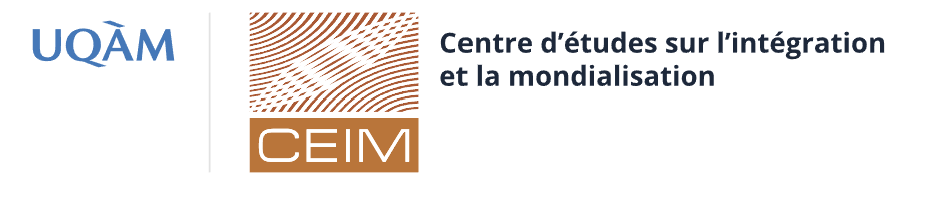 UQÀM
CEIM
Centre d’études sur l’intégration
et la mondialisation